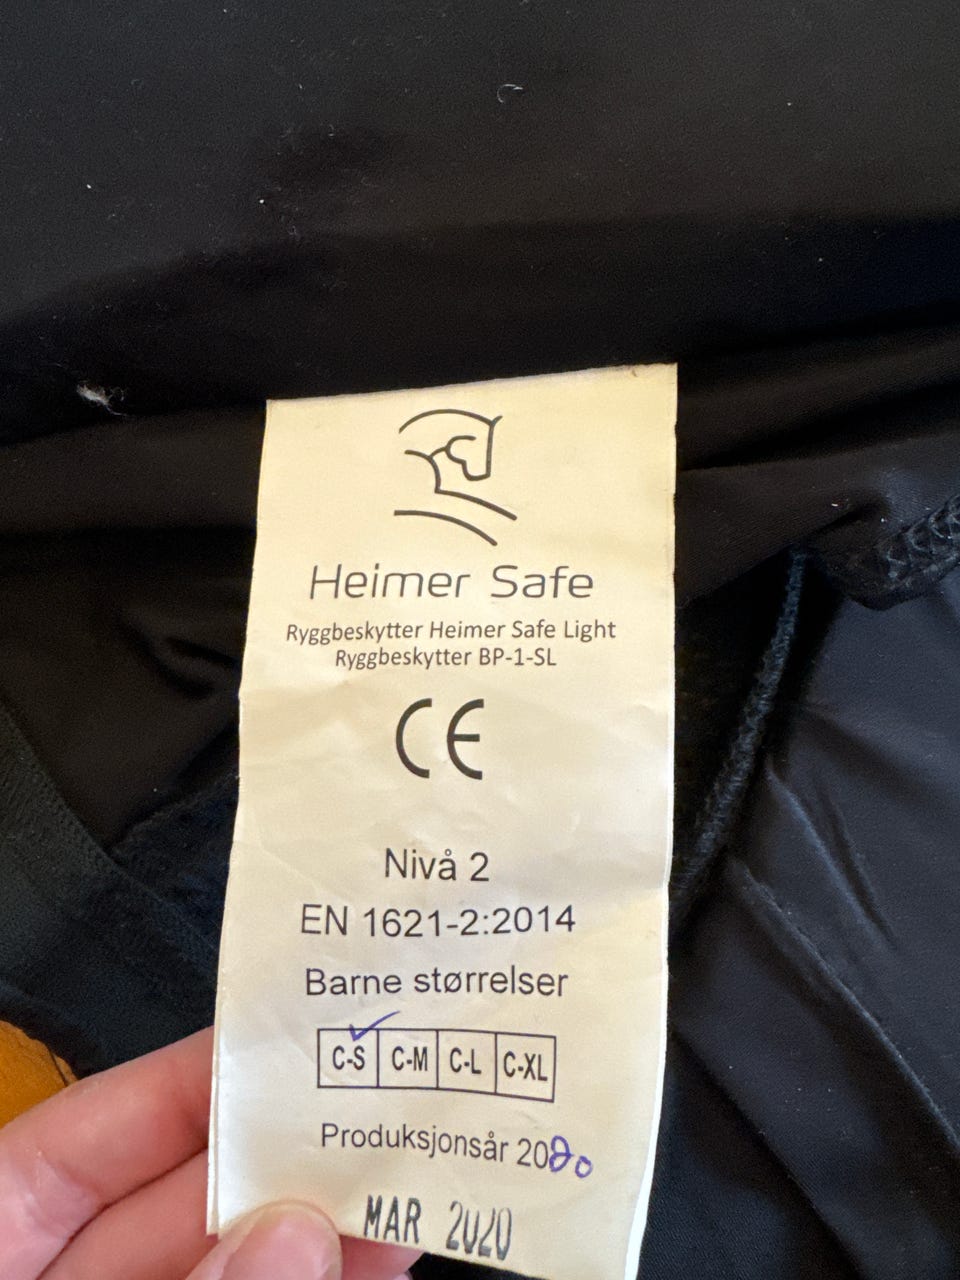 Heimer Safe
Ryggbeskytter Heimer Safe Light
Ryggbeskytter BP-1-SL
CE
Nivå 2
EN 1621-2:2014
Barne størrelser
C-S C-M C-L C-XL
Produksjonsår 2020
MAR 2020